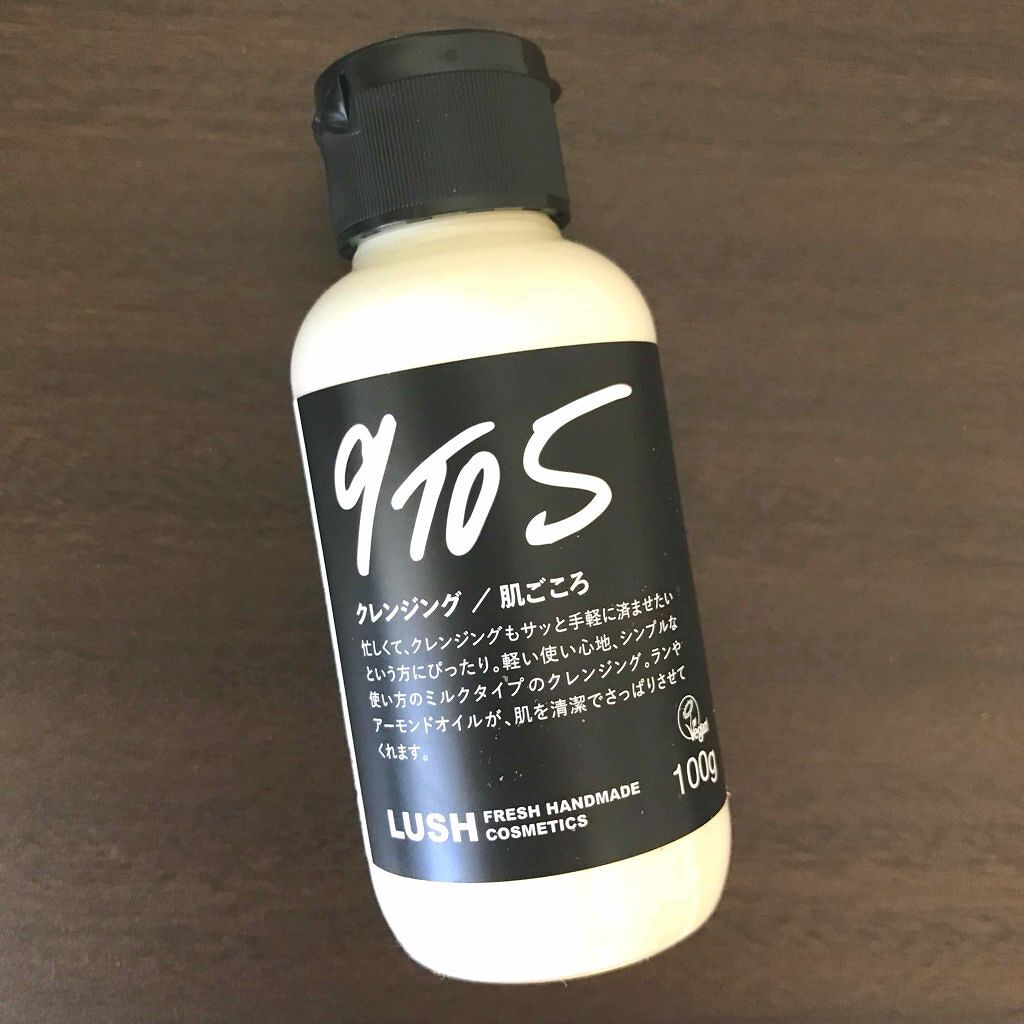 9 TO 5
クレンジング / 肌ごころ
忙しくて、クレンジングもサッと手軽に済ませたい
という方にぴったり。軽い使い心地、シンプルな
使い方のミルクタイプのクレンジング。ランや
アーモンドオイルが、肌を清潔でさっぱりさせて
くれます。
Vegan
100g
LUSH FRESH HANDMADE
COSMETICS